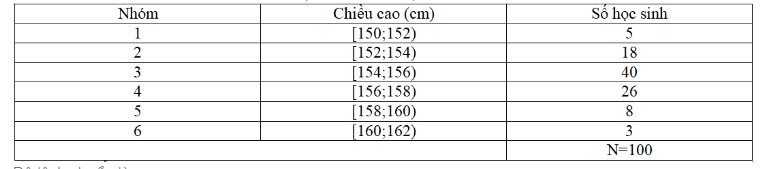 Nhóm Chiều cao (cm) Số học sinh
1 [150;152) 5
2 [152;154) 18
3 [154;156) 40
4 [156;158) 26
5 [158;160) 8
6 [160;162) 3
N=100